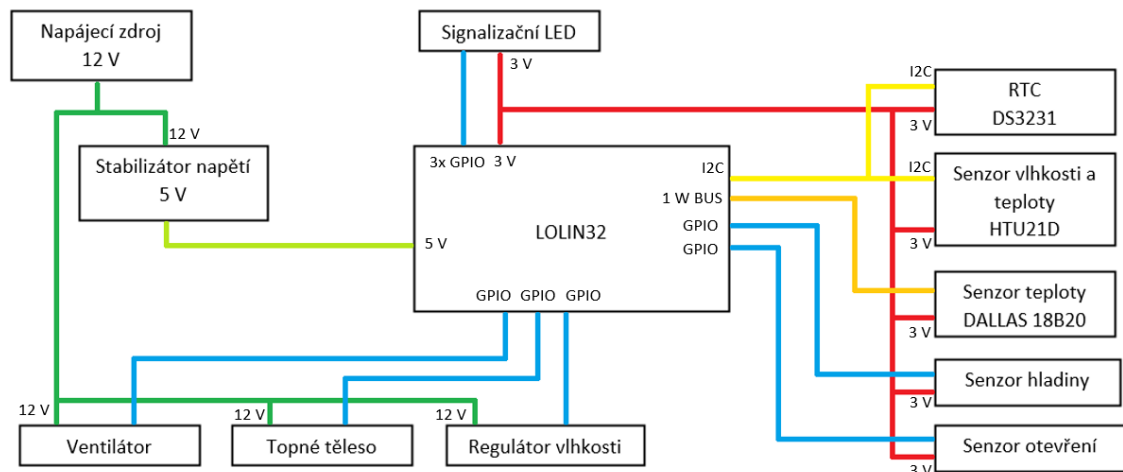 Napájecí zdroj
12 V
Signalizační LED
3 V
I2C
RTC
DS3231
3 V
12 V
Stabilizátor napětí
5 V
3x GPIO
3 V
I2C
1 W BUS
GPIO
GPIO
LOLIN32
5 V
GPIO
GPIO
GPIO
I2C
Senzor vlhkosti a
teploty
HTU21D
3 V
Senzor teploty
DALLAS 18B20
3 V
Senzor hladiny
3 V
Senzor otevření
3 V
12 V
Ventilátor
12 V
Topné těleso
12 V
Regulátor vlhkosti